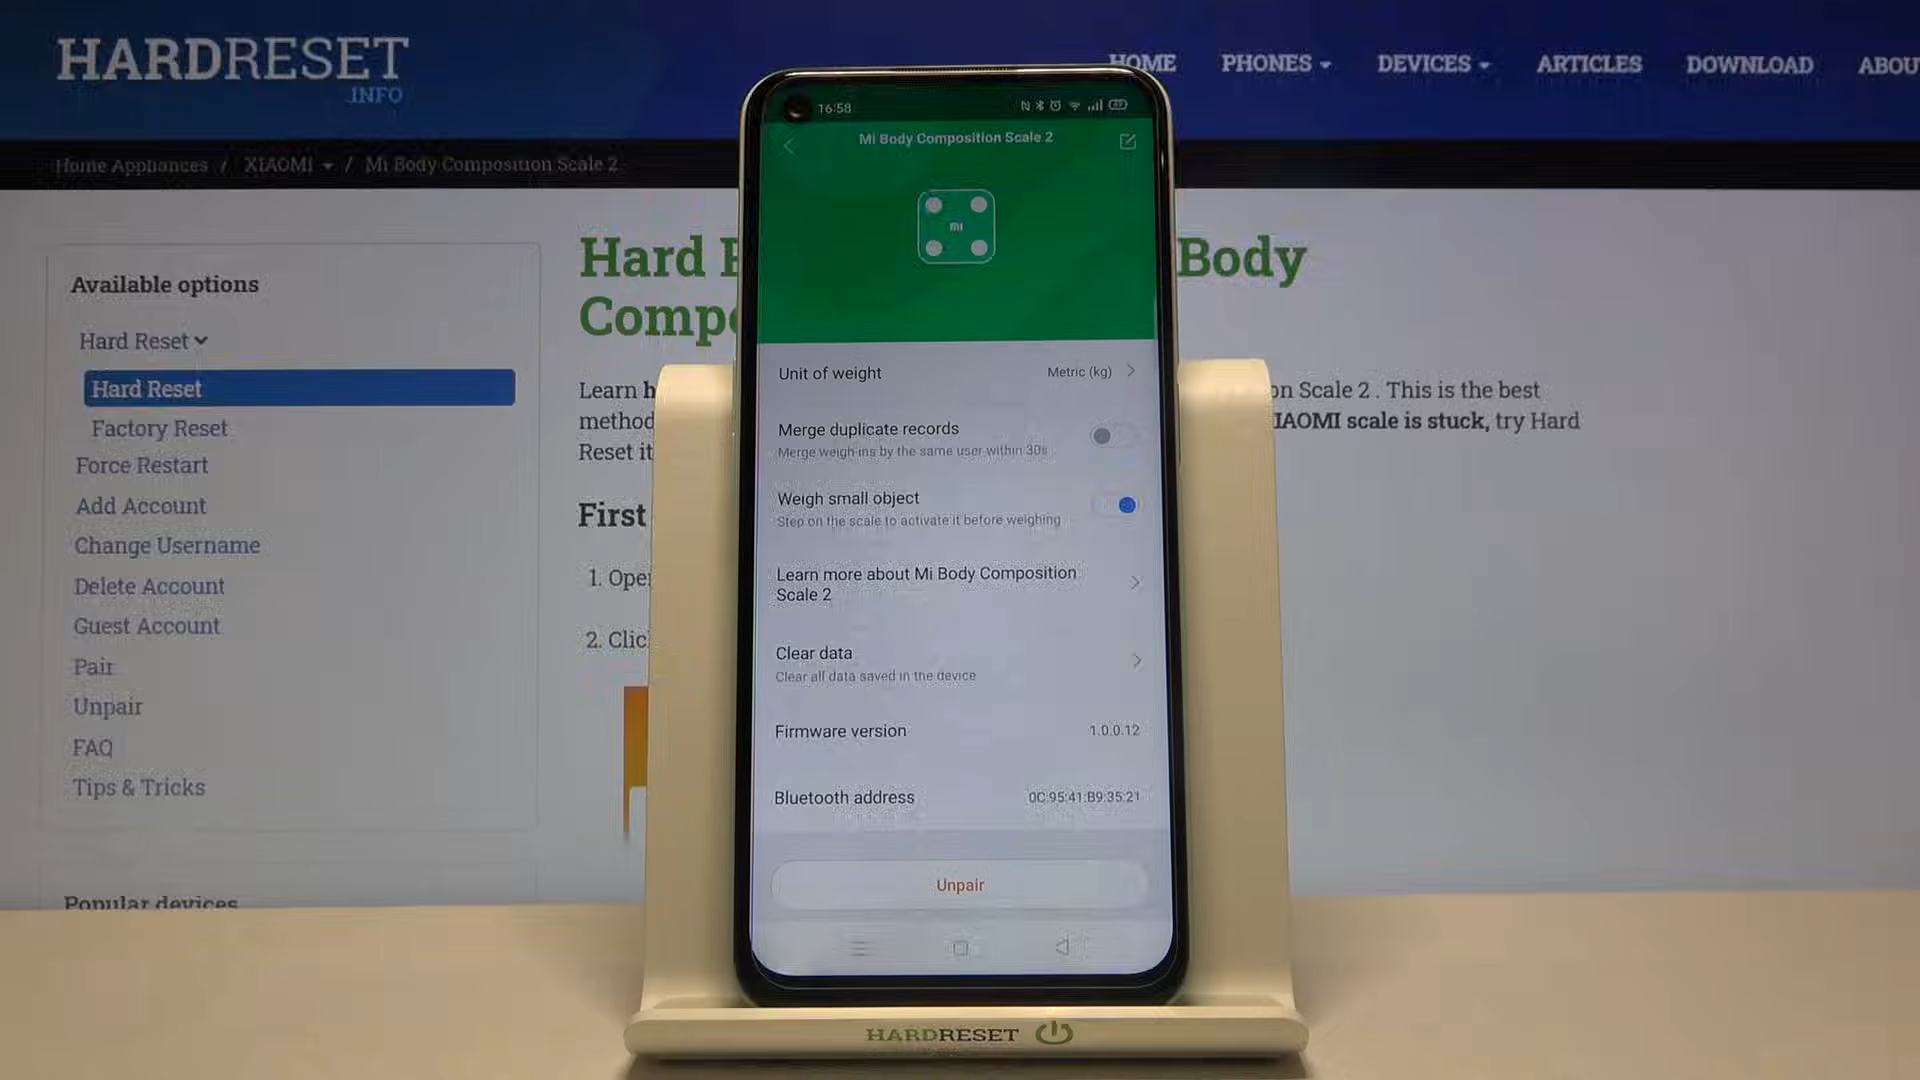 HARDRESET
.INFO
HOME PHONES DEVICES ARTICLES DOWNLOAD ABOU
Home Appliances / XIAOMI / Mi Body Composition Scale 2
Available options
Hard Reset
Hard Reset
Factory Reset
Force Restart
Add Account
Change Username
Delete Account
Guest Account
Pair
Unpair
FAQ
Tips & Tricks
Popular devices
Hard Body
Comp
Learn h on Scale 2 . This is the best
method IAOMI scale is stuck, try Hard
Reset it
First
1. Ope
2. Clic
16:58
Mi Body Composition Scale 2
mi
Unit of weight Metric (kg)
Merge duplicate records
Merge weigh-ins by the same user within 30s
Weigh small object
Step on the scale to activate it before weighing
Learn more about Mi Body Composition
Scale 2
Clear data
Clear all data saved in the device
Firmware version 1.0.0.12
Bluetooth address 0C:95:41:B9:35:21
Unpair
HARDRESET